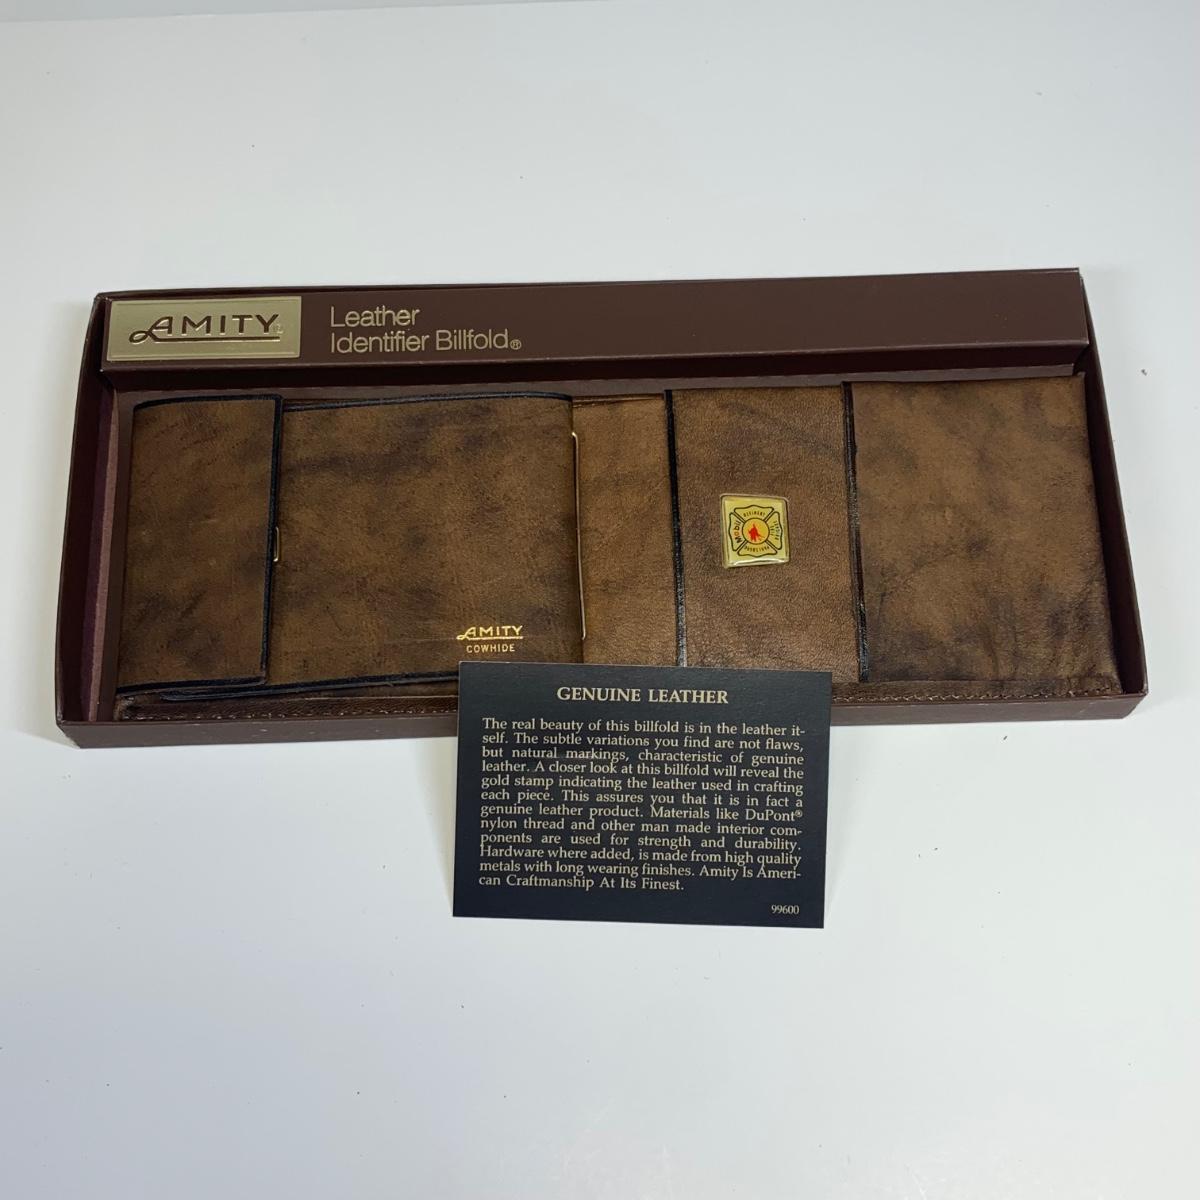 AMITY
Leather
Identifier Billfold®
Mobil
REFINERY
AMITY
COWHIDE
GENUINE LEATHER
The real beauty of this billfold is in the leather it-
self. The subtle variations you find are not flaws,
but natural markings, characteristic of genuine
leather. A closer look at this billfold will reveal the
gold stamp indicating the leather used in crafting
each piece. This assures you that it is in fact a
genuine leather product. Materials like DuPont®
nylon thread and other man made interior com-
ponents are used for strength and durability.
Hardware where added, is made from high quality
metals with long wearing finishes. Amity Is Ameri-
can Craftmanship At Its Finest.
99600